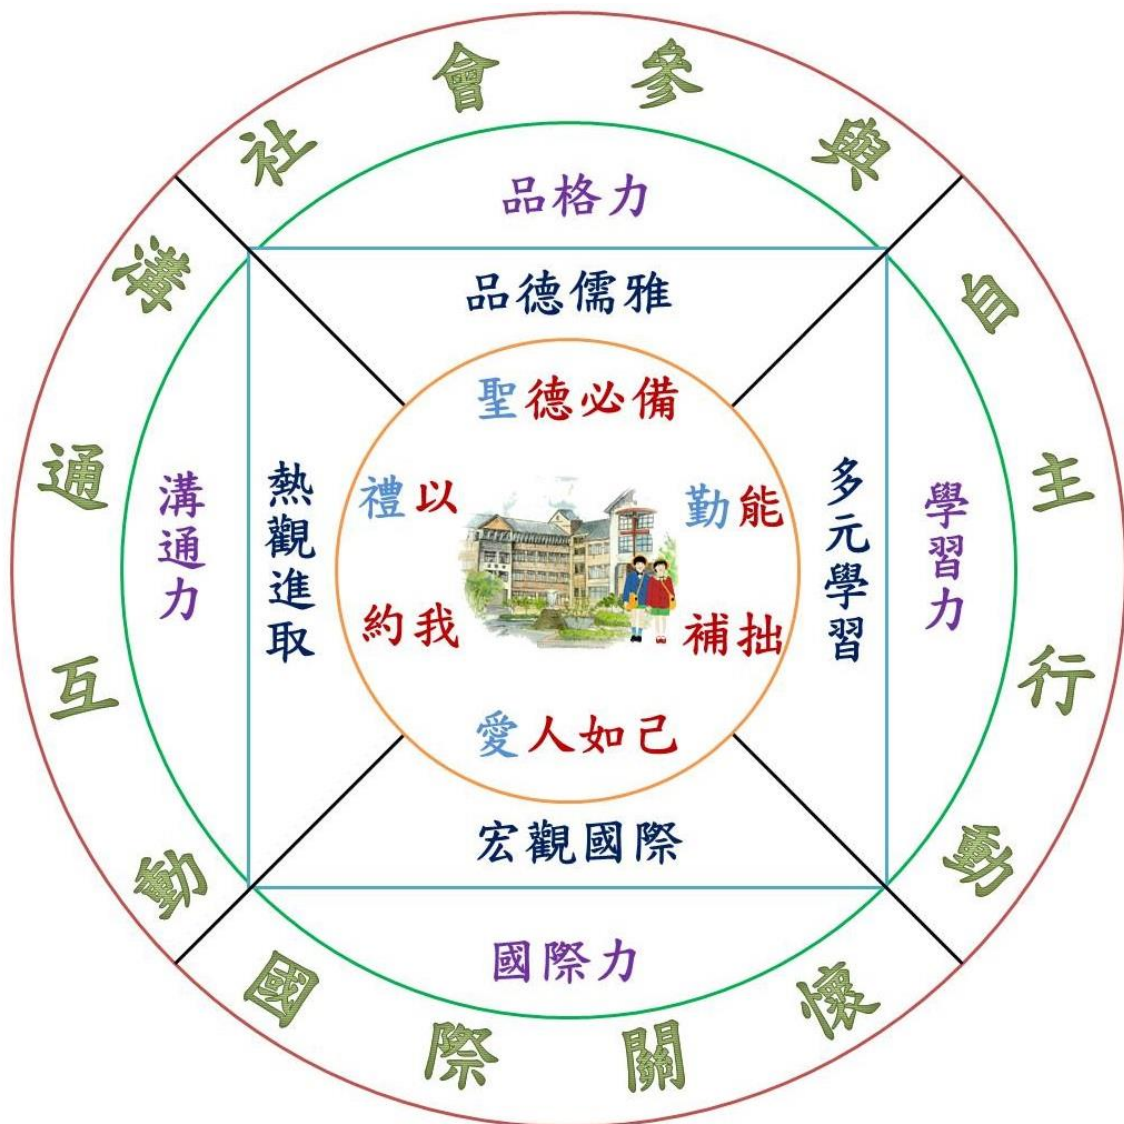 社會參與
品格力
品德儒雅
聖德必備
溝通互動
溝通力
熱觀進取
禮以
約我
勤能
補拙
多元學習
學習力
自主行動
愛人如己
宏觀國際
國際力
國際關懷